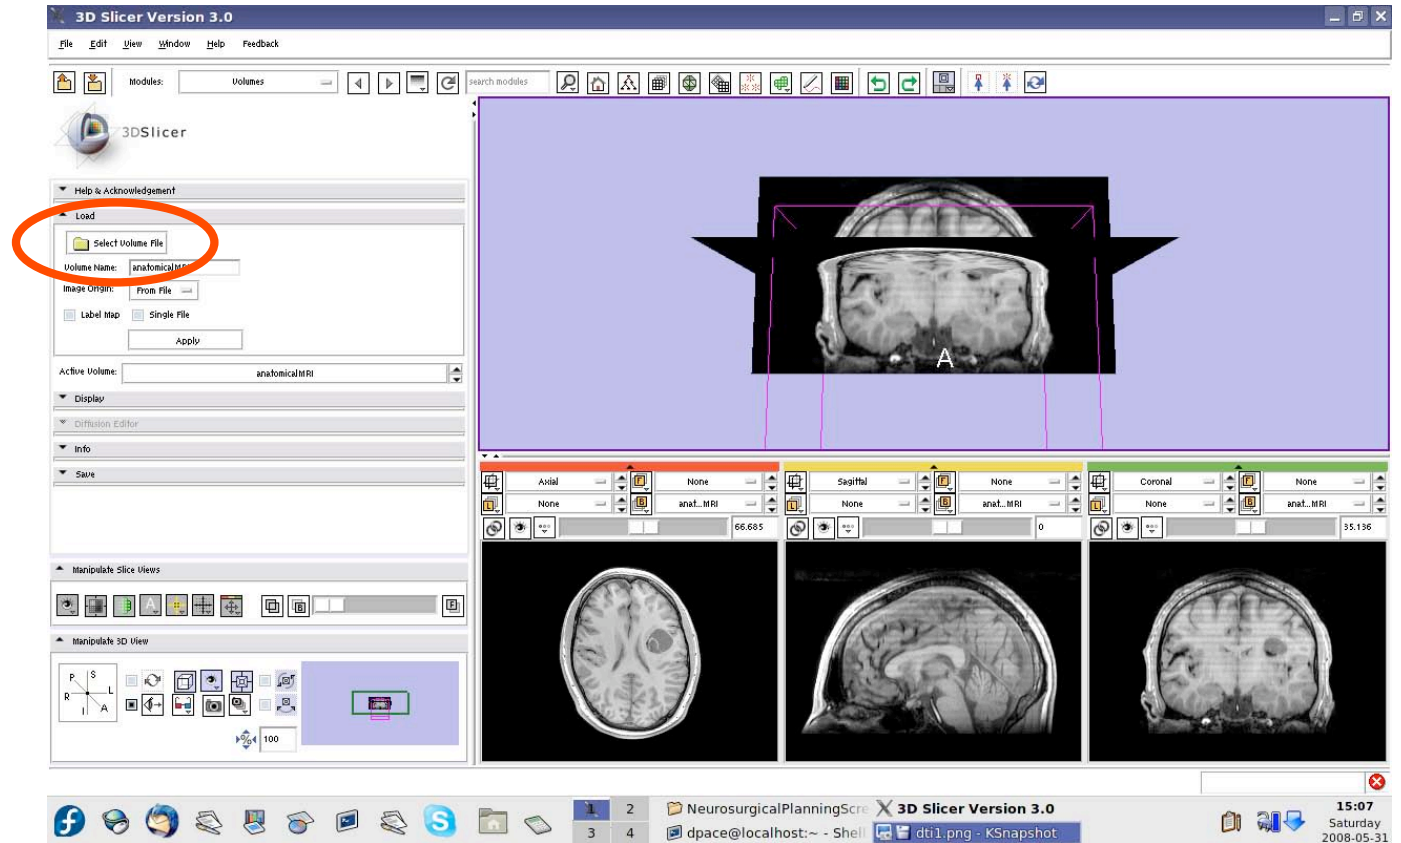 3D Slicer Version 3.0
File Edit View Window Help Feedback
Modules: Volumes search modules
3DSlicer
Help & Acknowledgement
Load
Select Volume File
Volume Name: anatomicalMRI
Image Origin: From File
Label Map Single File
Apply
Active Volume: anatomicalMRI
Display
Diffusion Editor
Info
Save
A
Axial None
None anat...MRI
66.685
Sagittal None
None anat...MRI
0
Coronal None
None anat...MRI
35.136
Manipulate Slice Views
Manipulate 3D View
P S
R L
I A
% 100
1 2
3 4
NeurosurgicalPlanningScre
dpace@localhost:~ - Shell
3D Slicer Version 3.0
dti1.png - KSnapshot
15:07
Saturday
2008-05-31